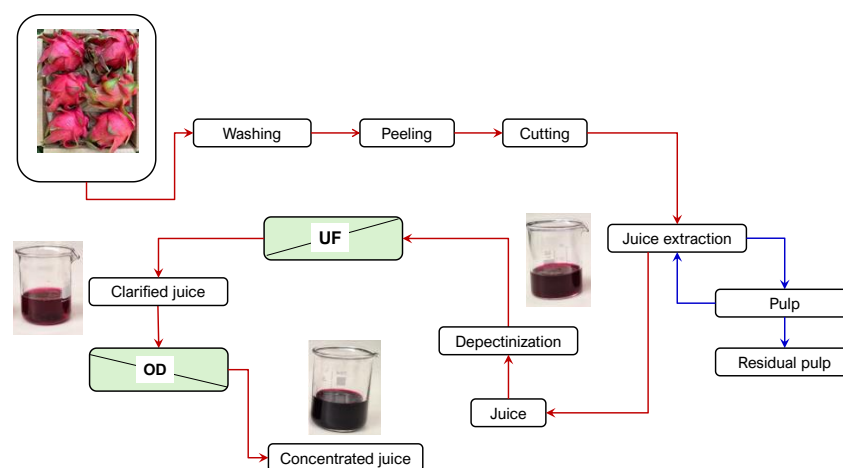 Washing
Peeling
Cutting
UF
Juice extraction
Clarified juice
Pulp
Depectinization
Residual pulp
OD
Juice
Concentrated juice